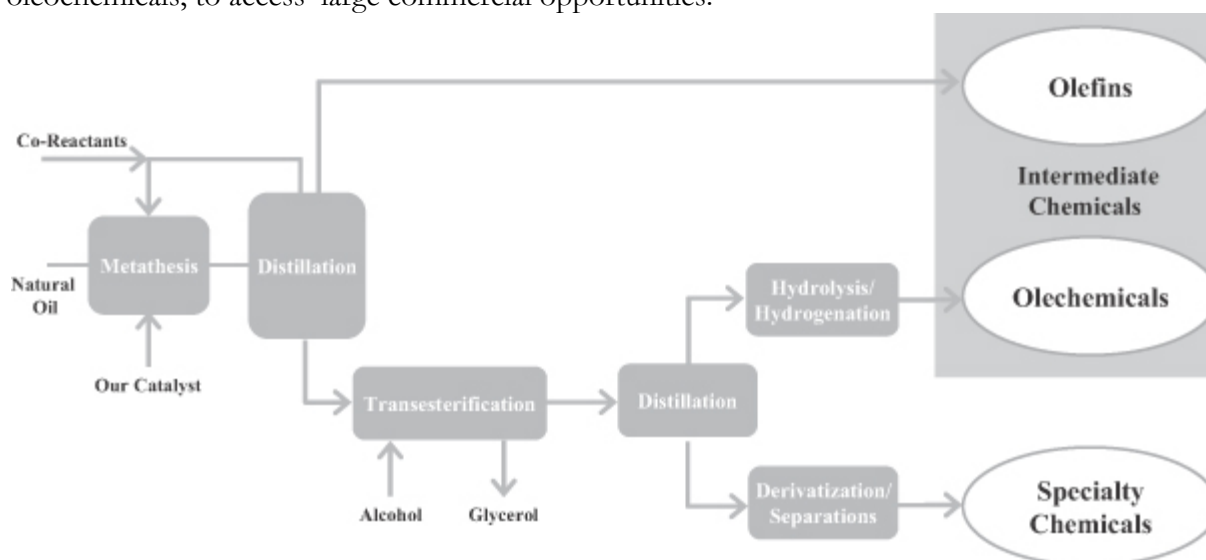 oleochemicals, to access large commercial opportunities.
Olefins
Co-Reactants
Intermediate
Chemicals
Metathesis
Distillation
Natural
Oil
Hydrolysis/
Hydrogenation
Olechemicals
Our Catalyst
Transesterification
Distillation
Alcohol
Glycerol
Derivatization/
Separations
Specialty
Chemicals